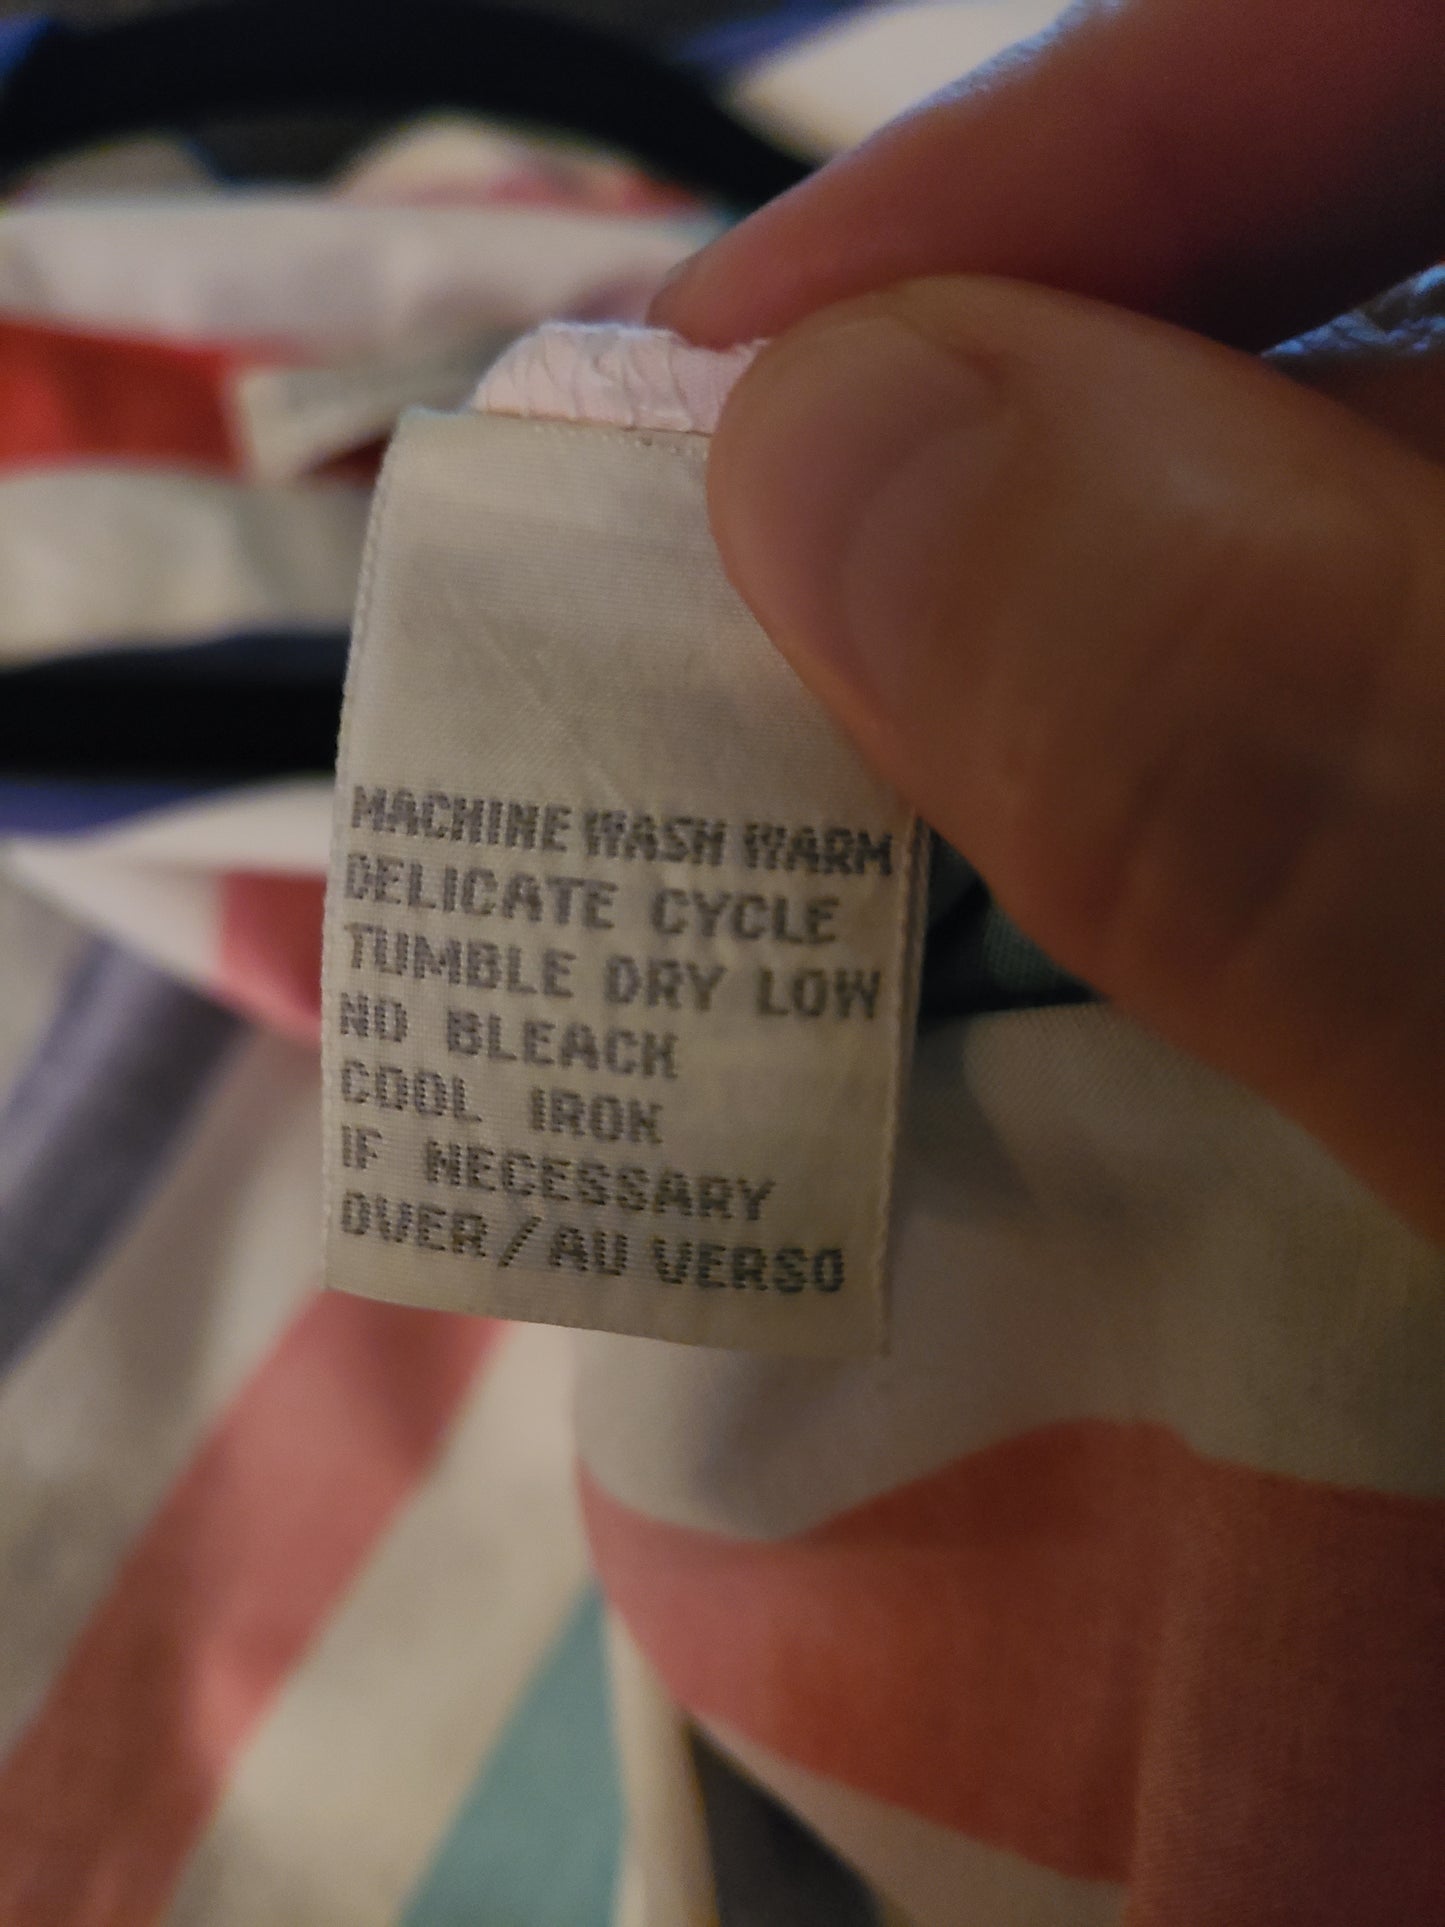 MACHINE WASH WARM
DELICATE CYCLE
TUMBLE DRY LOW
NO BLEACH
COOL IRON
IF NECESSARY
OVER/AU VERSO